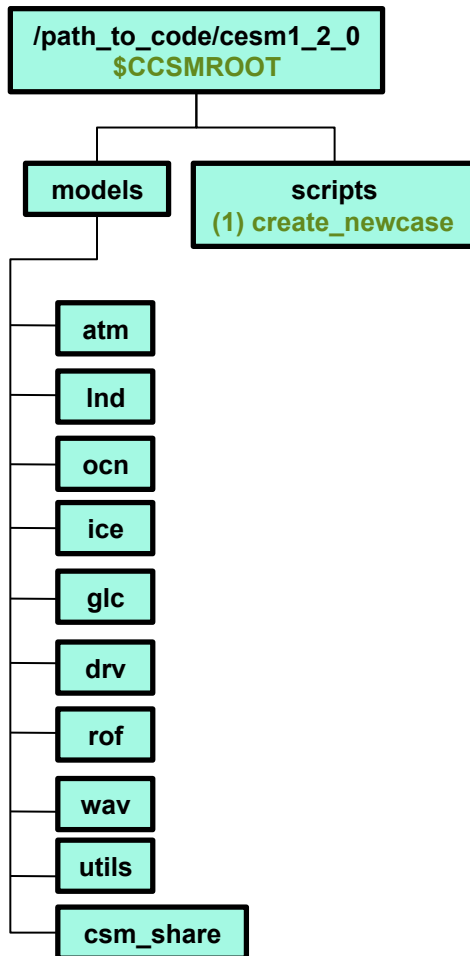 /path_to_code/cesm1_2_0
$CCSMROOT
models
scripts
(1) create_newcase
atm
lnd
ocn
ice
glc
drv
rof
wav
utils
csm_share